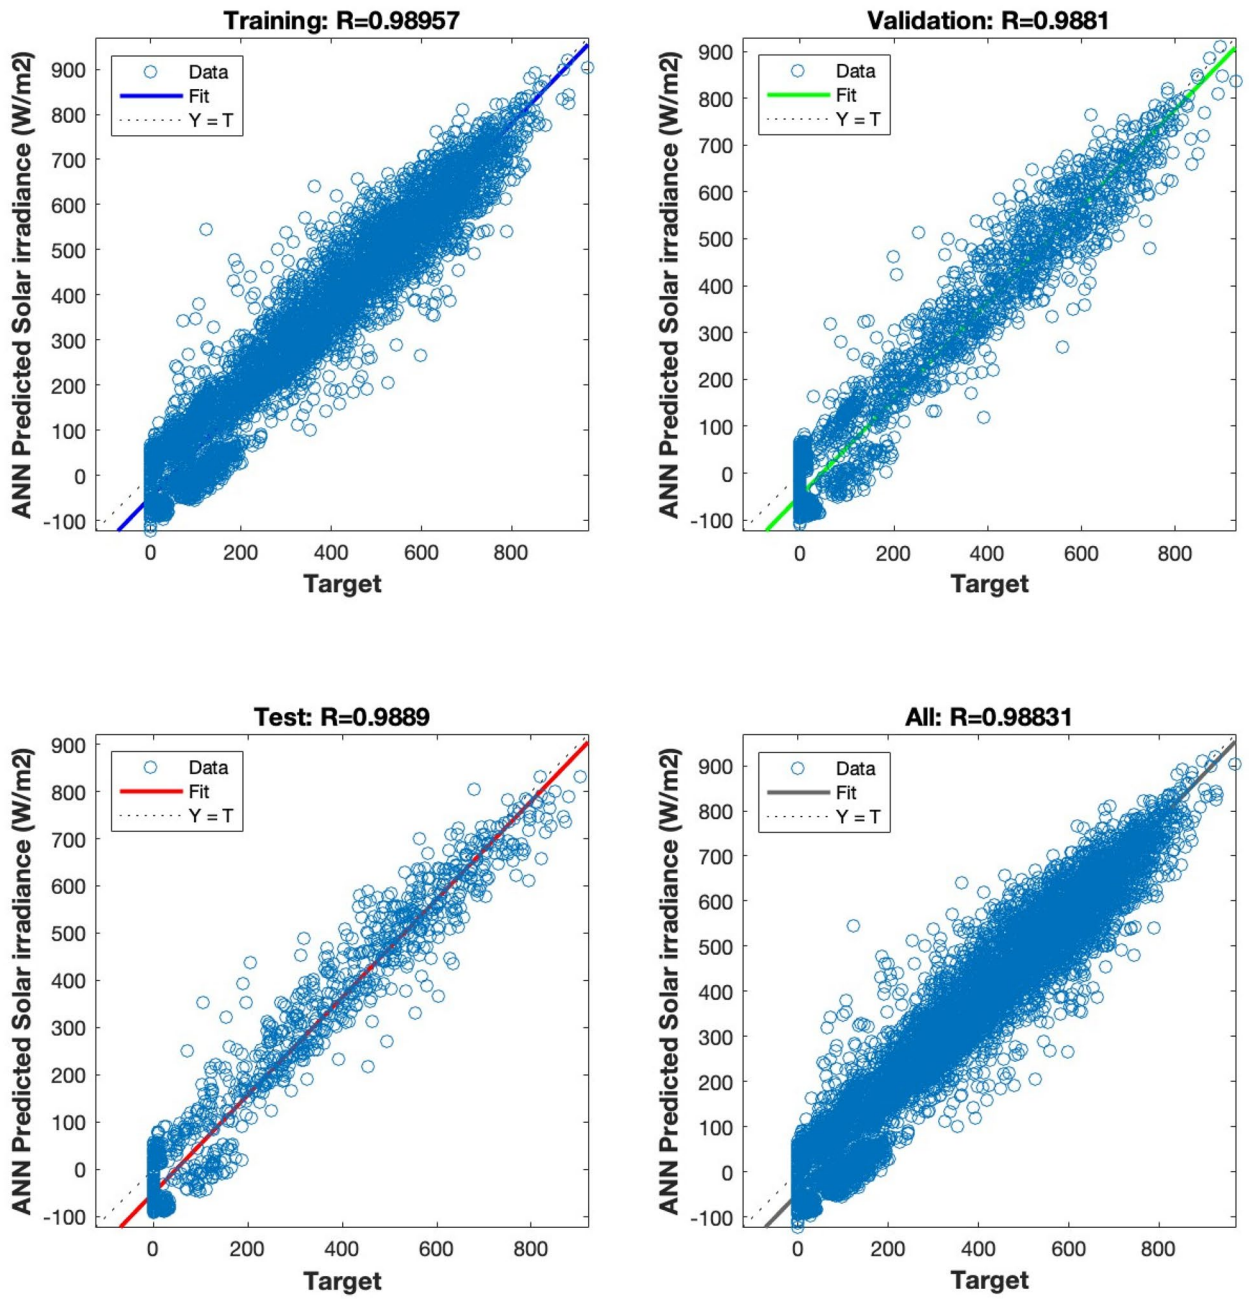 Training: R=0.98957
ANN Predicted Solar irradiance (W/m2)
900
800
700
600
500
400
300
200
100
0
-100
Data
Fit
Y = T
0 200 400 600 800
Target
Validation: R=0.9881
ANN Predicted Solar irradiance (W/m2)
900
800
700
600
500
400
300
200
100
0
-100
Data
Fit
Y = T
0 200 400 600 800
Target
Test: R=0.9889
ANN Predicted Solar irradiance (W/m2)
900
800
700
600
500
400
300
200
100
0
-100
Data
Fit
Y = T
0 200 400 600 800
Target
All: R=0.98831
ANN Predicted Solar irradiance (W/m2)
900
800
700
600
500
400
300
200
100
0
-100
Data
Fit
Y = T
0 200 400 600 800
Target